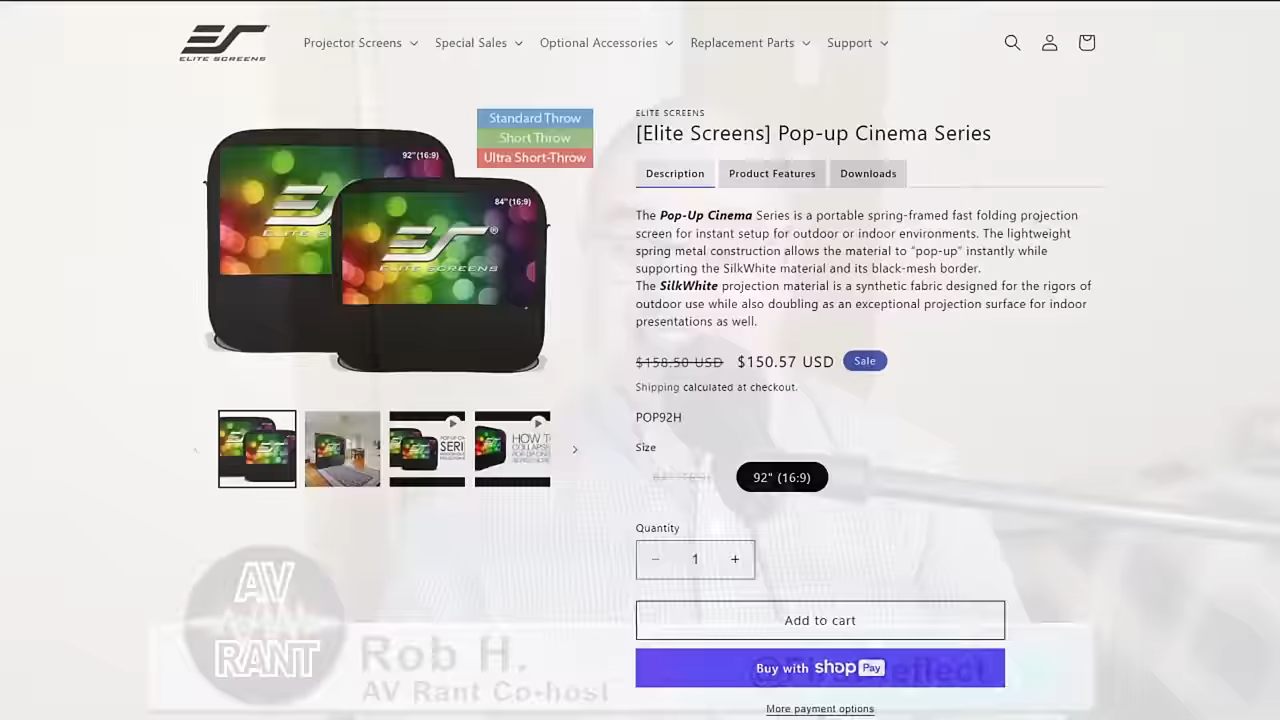 ELITE SCREENS
Projector Screens
Special Sales
Optional Accessories
Replacement Parts
Support
Standard Throw
Short Throw
Ultra Short-Throw
92"(16:9)
84"(16:9)
ELITE SCREENS®
ELITE SCREENS
[Elite Screens] Pop-up Cinema Series
Description
Product Features
Downloads
The Pop-Up Cinema Series is a portable spring-framed fast folding projection
screen for instant setup for outdoor or indoor environments. The lightweight
spring metal construction allows the material to “pop-up” instantly while
supporting the SilkWhite material and its black-mesh border.
The SilkWhite projection material is a synthetic fabric designed for the rigors of
outdoor use while also doubling as an exceptional projection surface for indoor
presentations as well.
$158.50 USD $150.57 USD Sale
Shipping calculated at checkout.
POP92H
Size
92" (16:9)
Quantity
− 1 +
Add to cart
Buy with shop Pay
More payment options
HOW T
COLLAPSE
AV
RANT
Rob H.
AV Rant Co-host